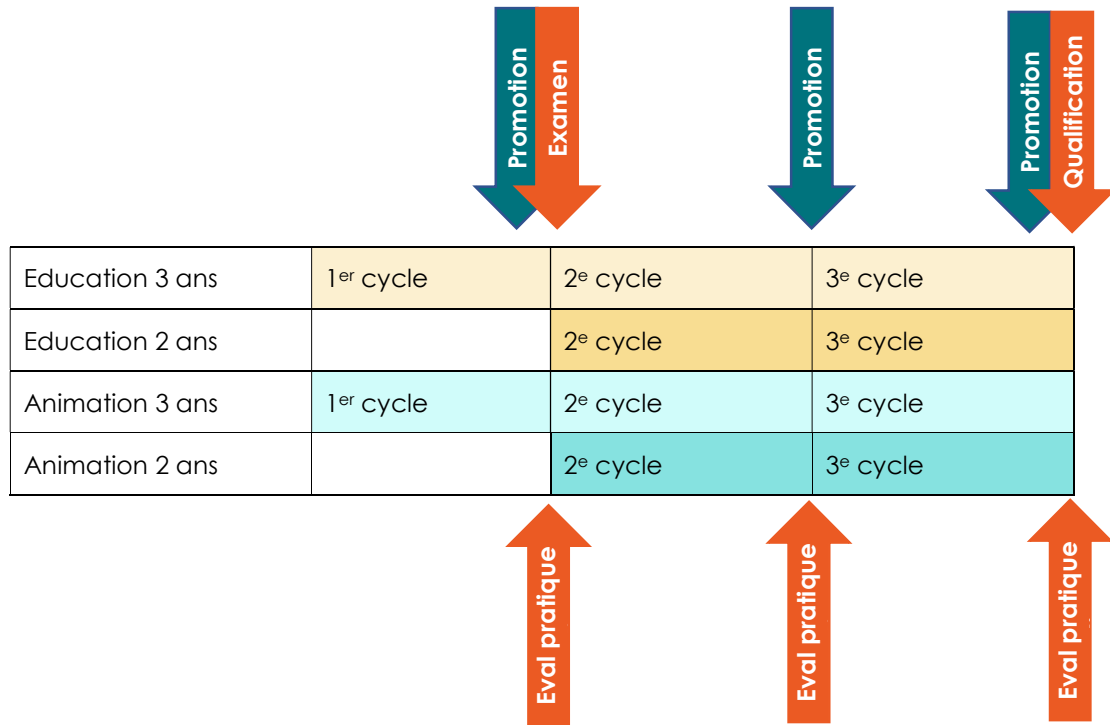 Promotion
Examen
Promotion
Promotion
Qualification
Education 3 ans 1er cycle 2e cycle 3e cycle
Education 2 ans 2e cycle 3e cycle
Animation 3 ans 1er cycle 2e cycle 3e cycle
Animation 2 ans 2e cycle 3e cycle
Eval pratique
Eval pratique
Eval pratique